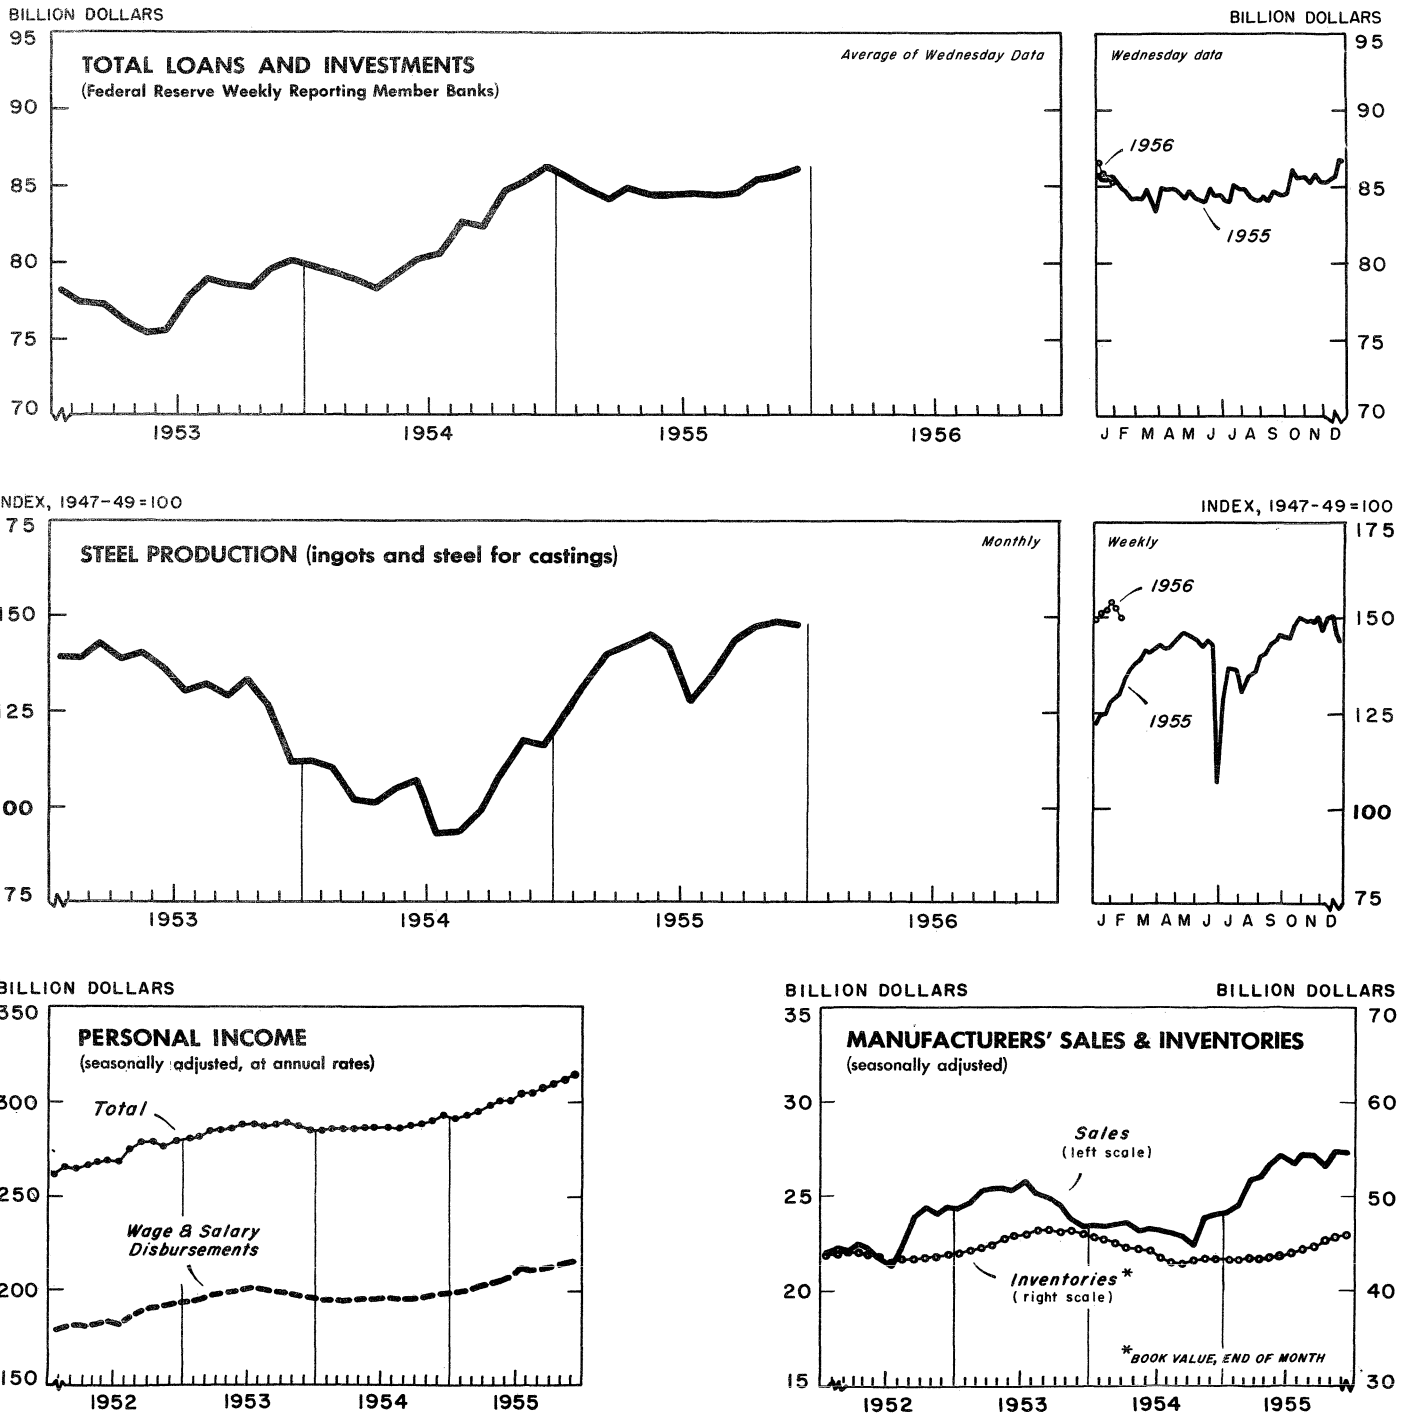 BILLION DOLLARS BILLION DOLLARS
95 TOTAL LOANS AND INVESTMENTS Average of Wednesday Data Wednesday data 95
(Federal Reserve Weekly Reporting Member Banks)
90 90
1956
85 85
1955
80 80
75 75
70 70
1953 1954 1955 1956 J F M A M J J A S O N D
NDEX, 1947-49=100 INDEX, 1947-49=100
75 175
STEEL PRODUCTION (ingots and steel for castings) Monthly Weekly
1956
150 150
1955
25 125
00 100
75 75
1953 1954 1955 1956 J F M A M J J A S O N D
BILLION DOLLARS BILLION DOLLARS BILLION DOLLARS
350 35 70
PERSONAL INCOME MANUFACTURERS' SALES & INVENTORIES
(seasonally adjusted, at annual rates) (seasonally adjusted)
300 Total 30 60
Sales
(left scale)
250 25 50
Wage & Salary
Disbursements
Inventories*
(right scale)
200 20 40
*BOOK VALUE, END OF MONTH
150 15 30
1952 1953 1954 1955 1952 1953 1954 1955